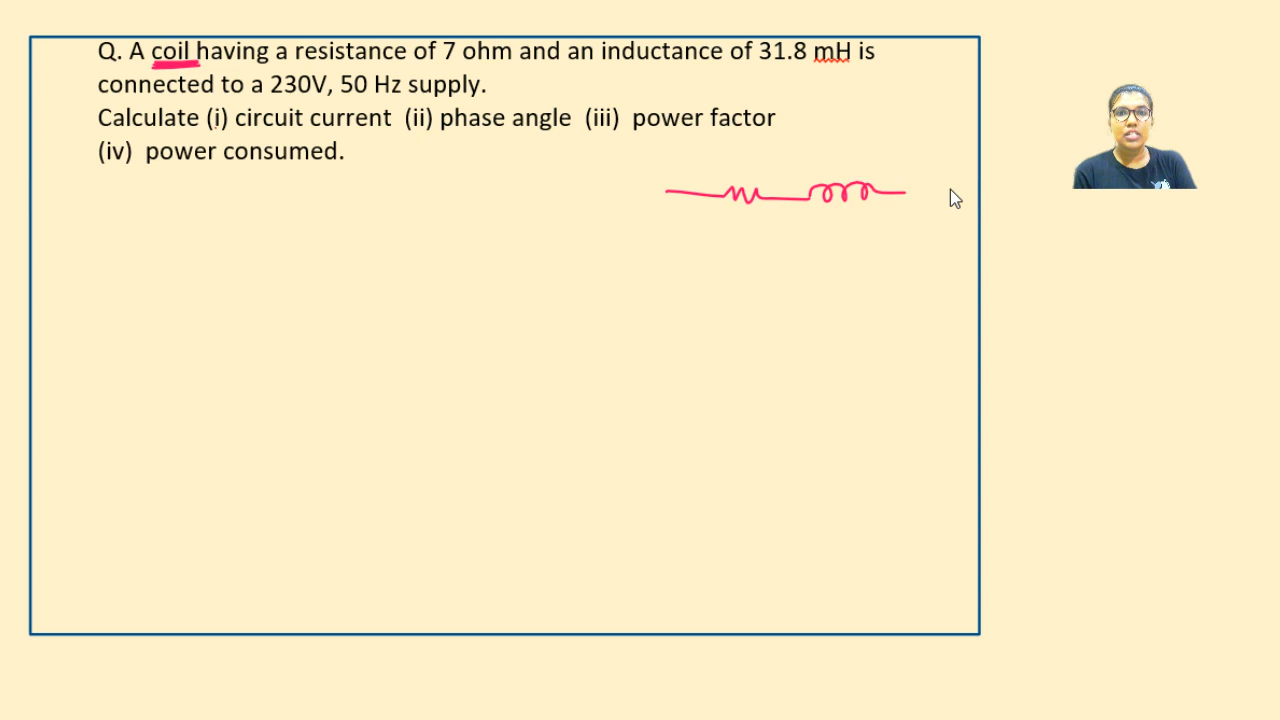 Q. A coil having a resistance of 7 ohm and an inductance of 31.8 mH is
connected to a 230V, 50 Hz supply.
Calculate (i) circuit current (ii) phase angle (iii) power factor
(iv) power consumed.